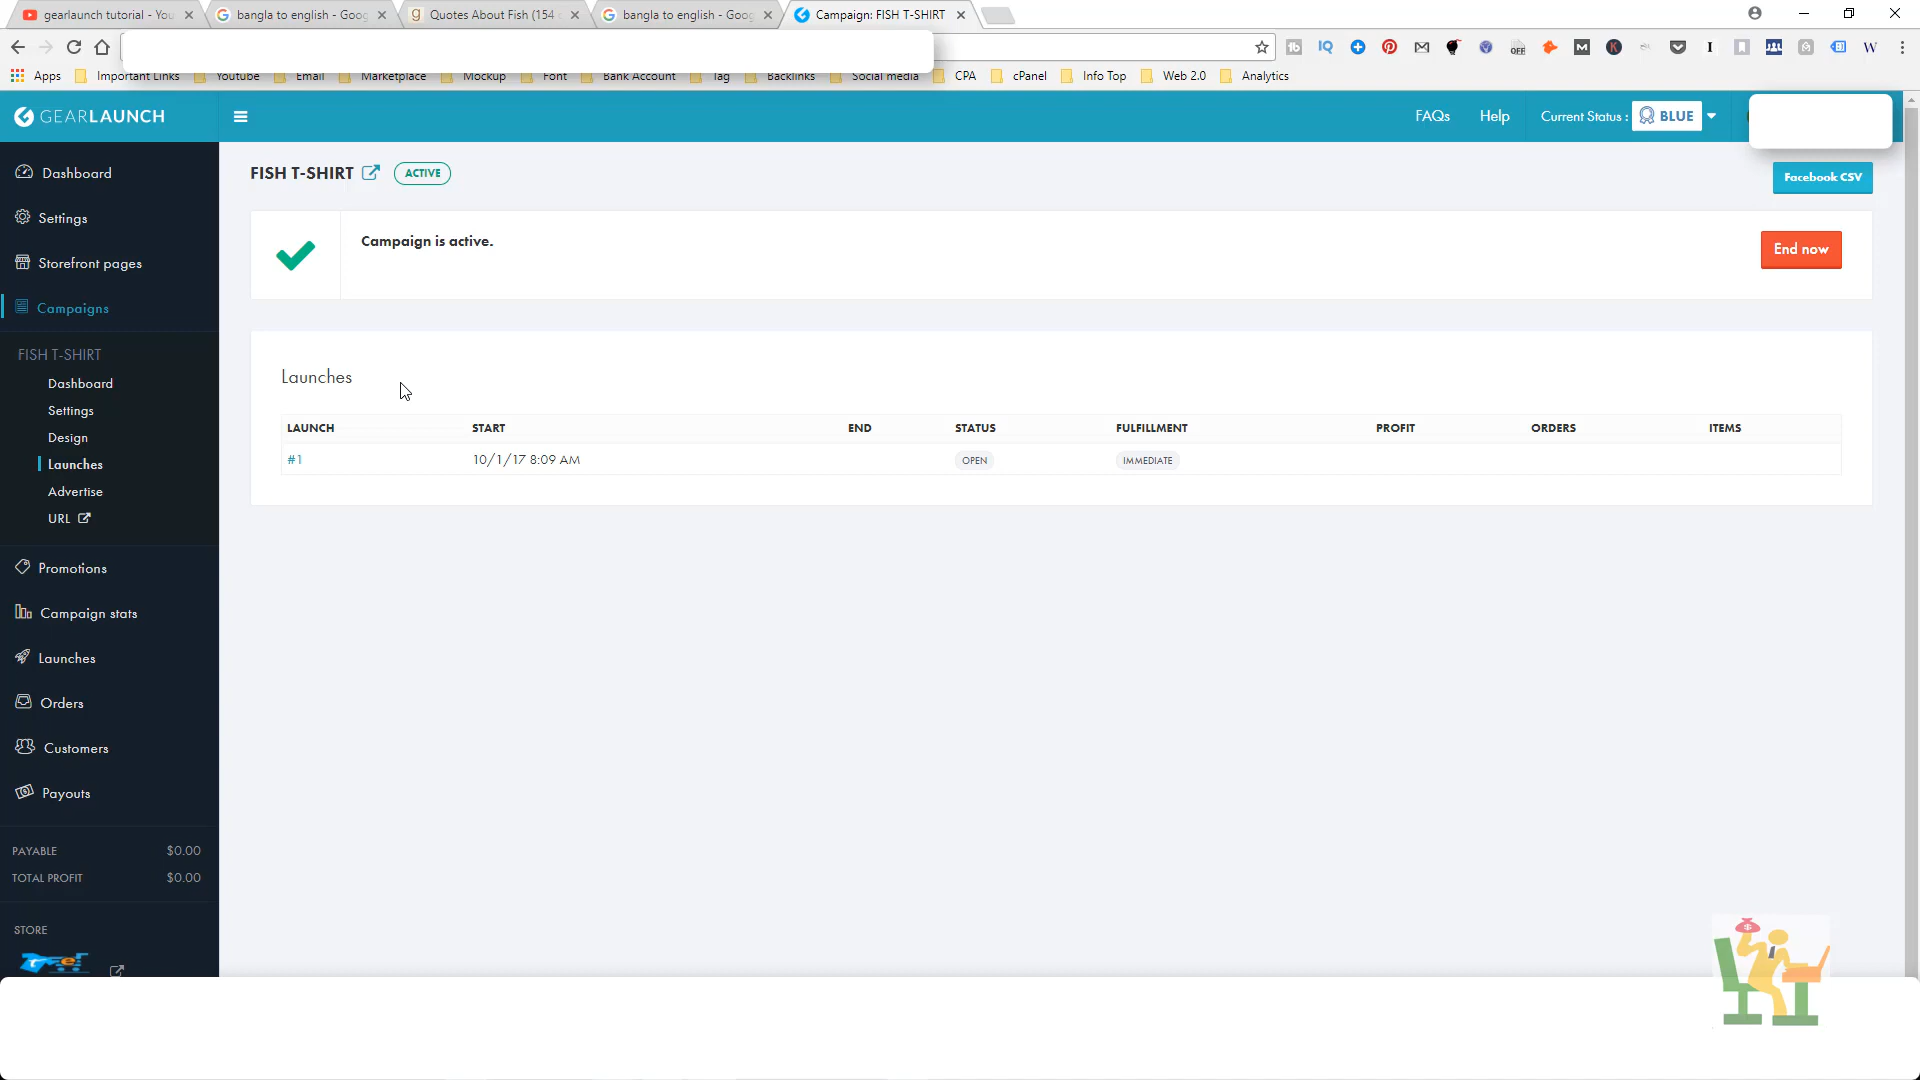 gearlaunch tutorial - You
bangla to english - Goog
Quotes About Fish (154
bangla to english - Goog
Campaign: FISH T-SHIRT
Apps
Important Links
Youtube
Email
Marketplace
Mockup
Font
Bank Account
Tag
Backlinks
Social media
CPA
cPanel
Info Top
Web 2.0
Analytics
GEARLAUNCH
FAQs
Help
Current Status :
BLUE
Dashboard
Settings
Storefront pages
Campaigns
FISH T-SHIRT
Dashboard
Settings
Design
Launches
Advertise
URL
Promotions
Campaign stats
Launches
Orders
Customers
Payouts
PAYABLE $0.00
TOTAL PROFIT $0.00
STORE
FISH T-SHIRT
ACTIVE
Facebook CSV
Campaign is active.
End now
Launches
LAUNCH START END STATUS FULFILLMENT PROFIT ORDERS ITEMS
#1 10/1/17 8:09 AM OPEN IMMEDIATE